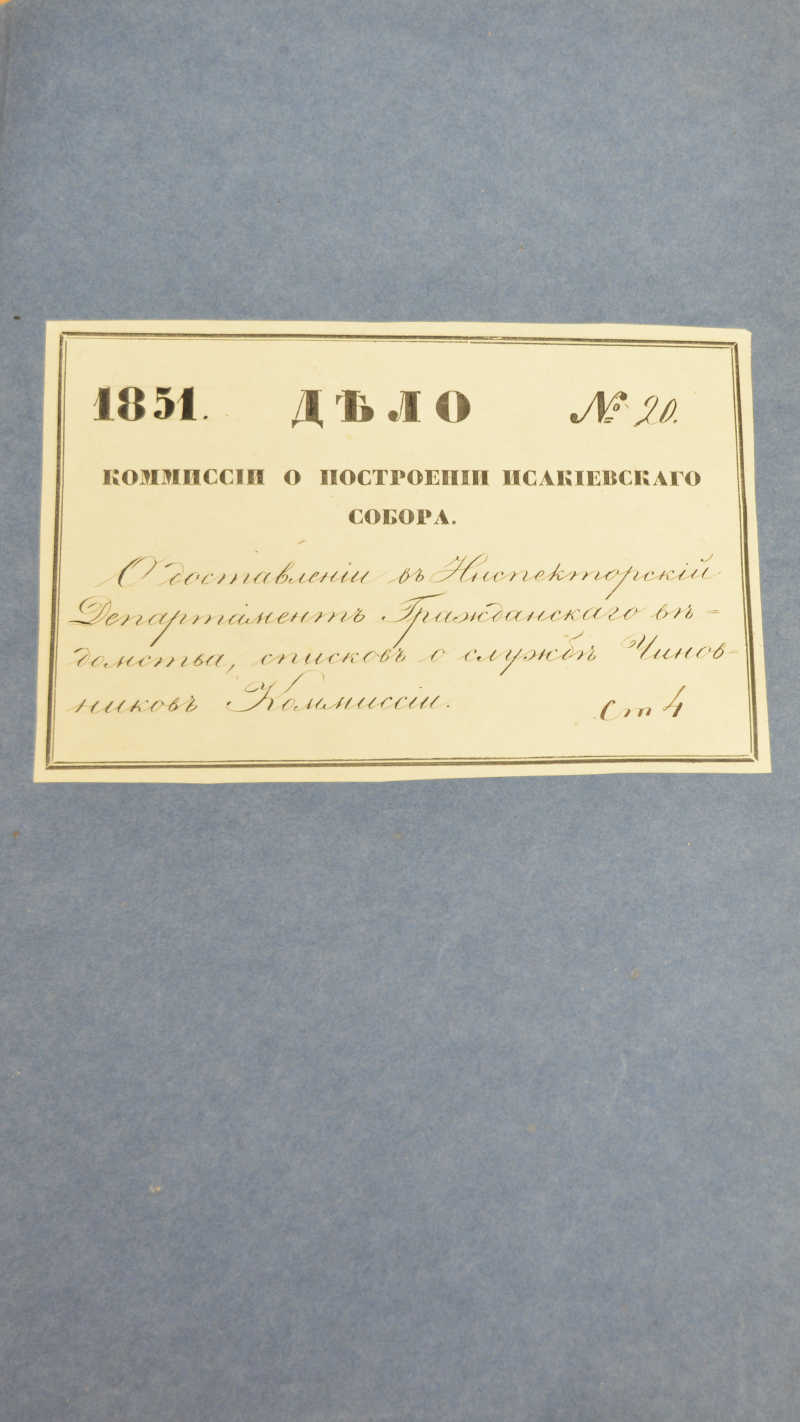 1851. ДѢЛО № 20.
КОММИССІИ О ПОСТРОЕНІИ ИСАКІЕВСКАГО
СОБОРА.
О доставленіи въ Инспекторскій
Департаментъ Гражданскаго вѣ-
домства, списковъ о службѣ Чинов-
никовъ Коммиссіи.
Ст 4